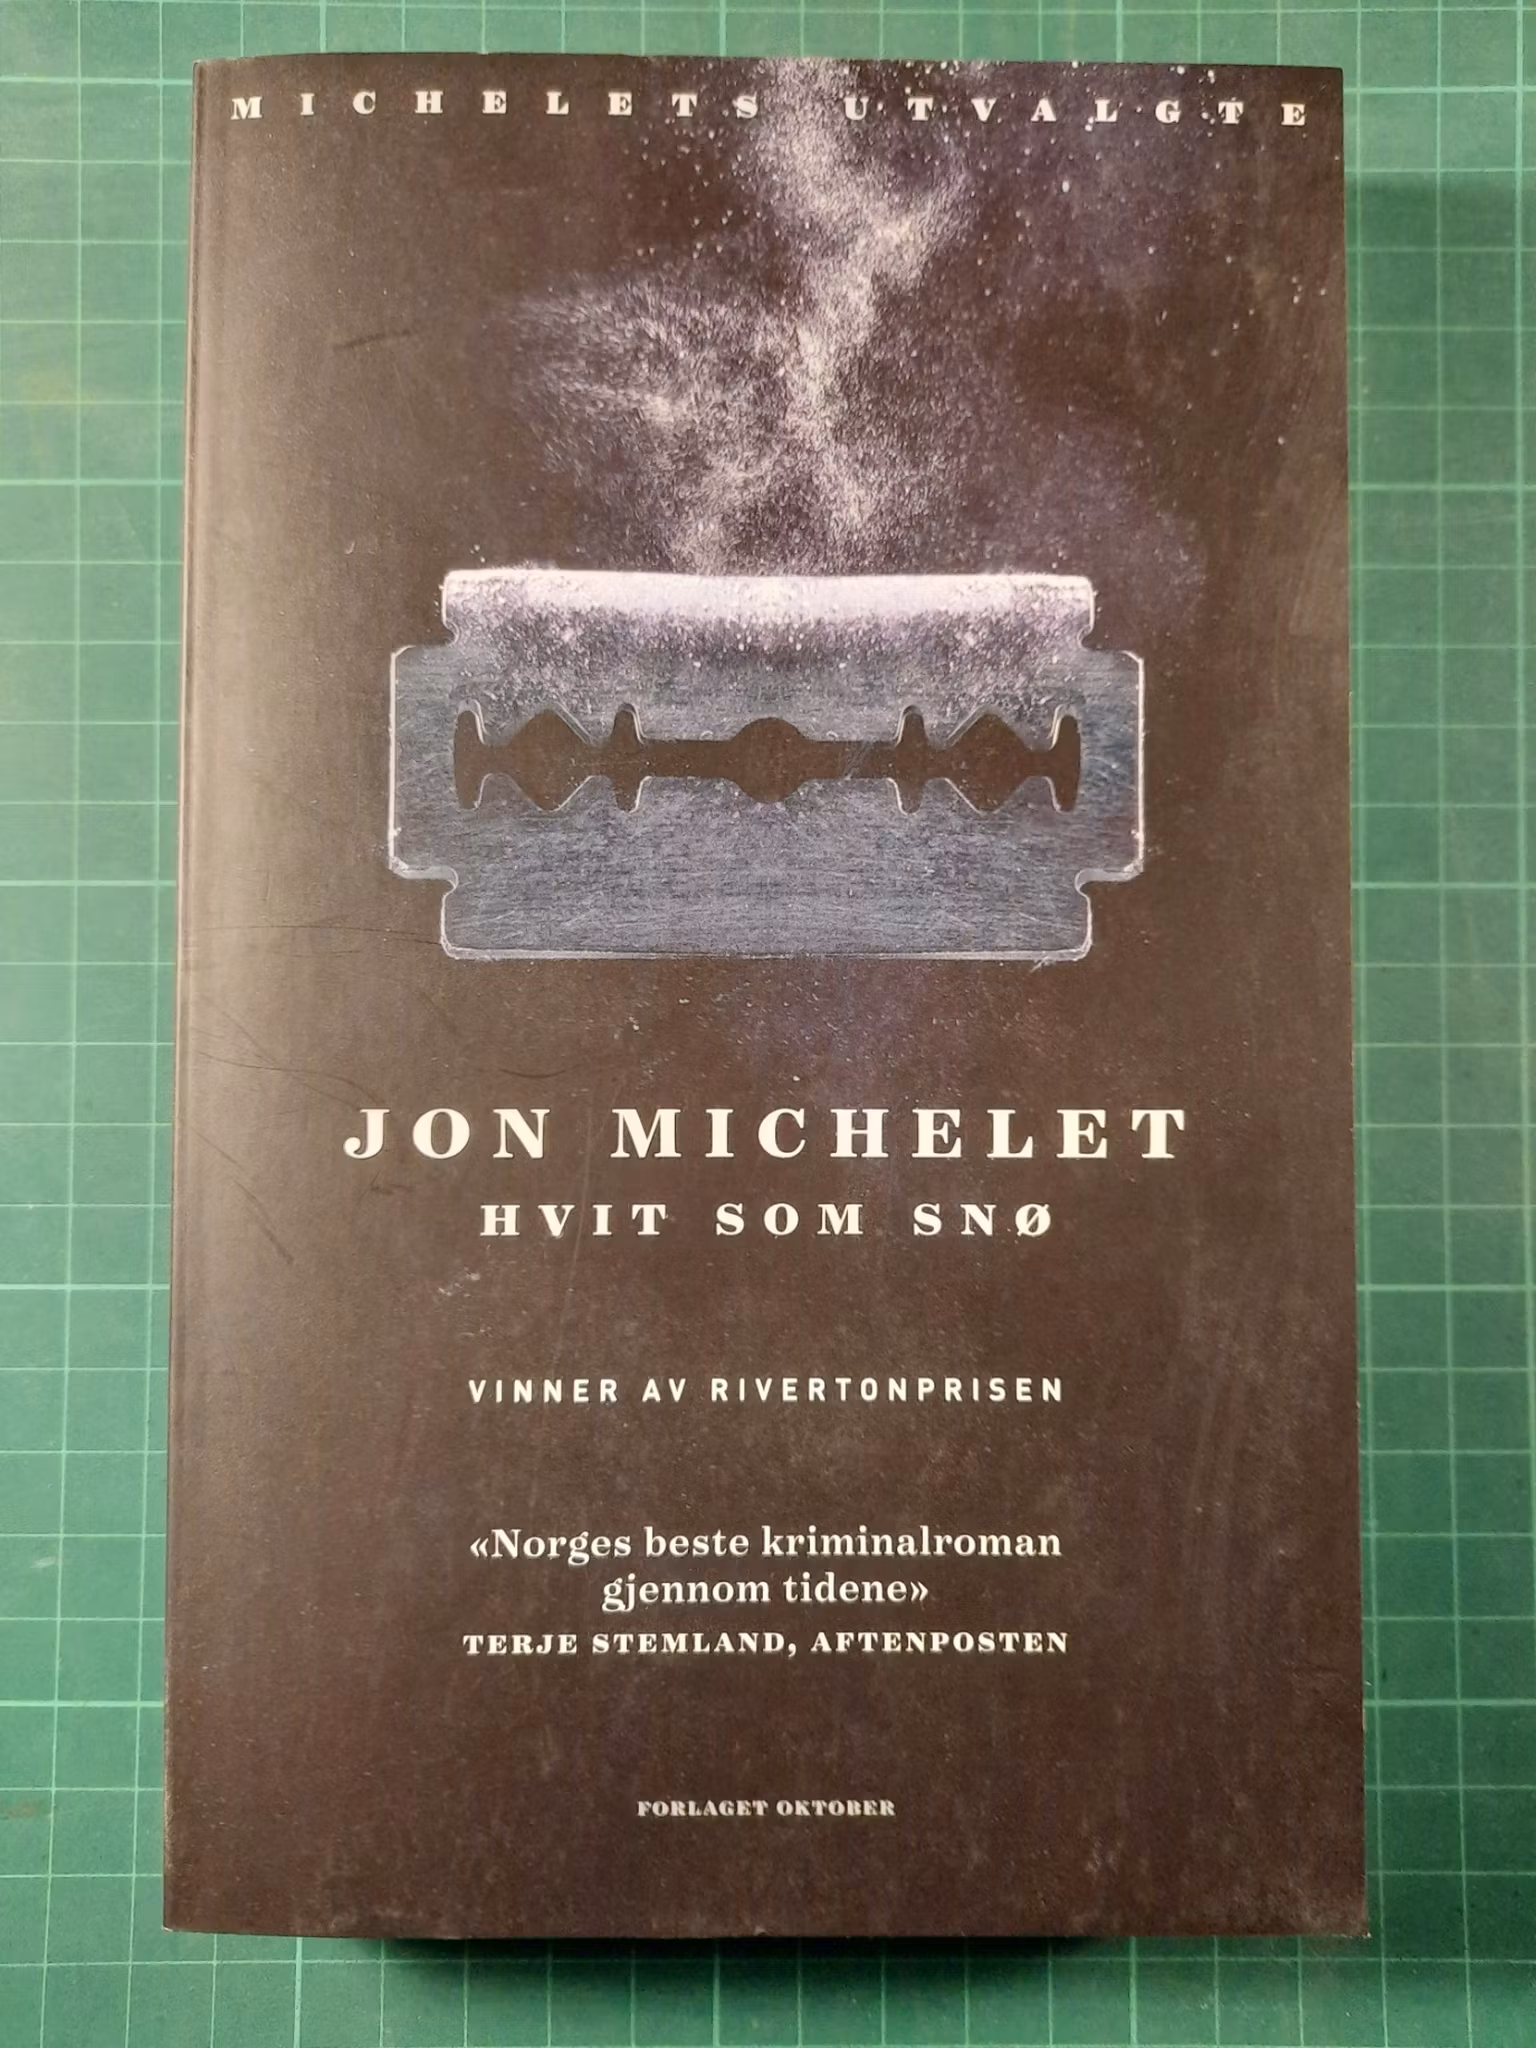 MICHELETS UTVALGTE
JON MICHELET
HVIT SOM SNØ
VINNER AV RIVERTONPRISEN
«Norges beste kriminalroman
gjennom tidene»
TERJE STEMLAND, AFTENPOSTEN
FORLAGET OKTOBER